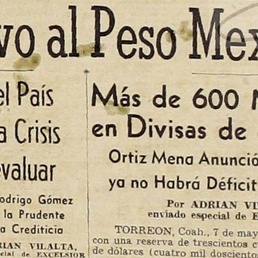 vo al Peso Mex
el País
a Crisis
evaluar
odrigo Gómez
la Prudente
a Crediticia
RIAN VILALTA,
cial de EXCELSIOR
Más de 600 M
en Divisas de
Ortiz Mena Anunció
ya no Habrá Déficit
Por ADRIAN VI
enviado especial de E
TORREON, Coah., 7 de mayo
con una reserva de trescientos
de dólares (cuatro mil